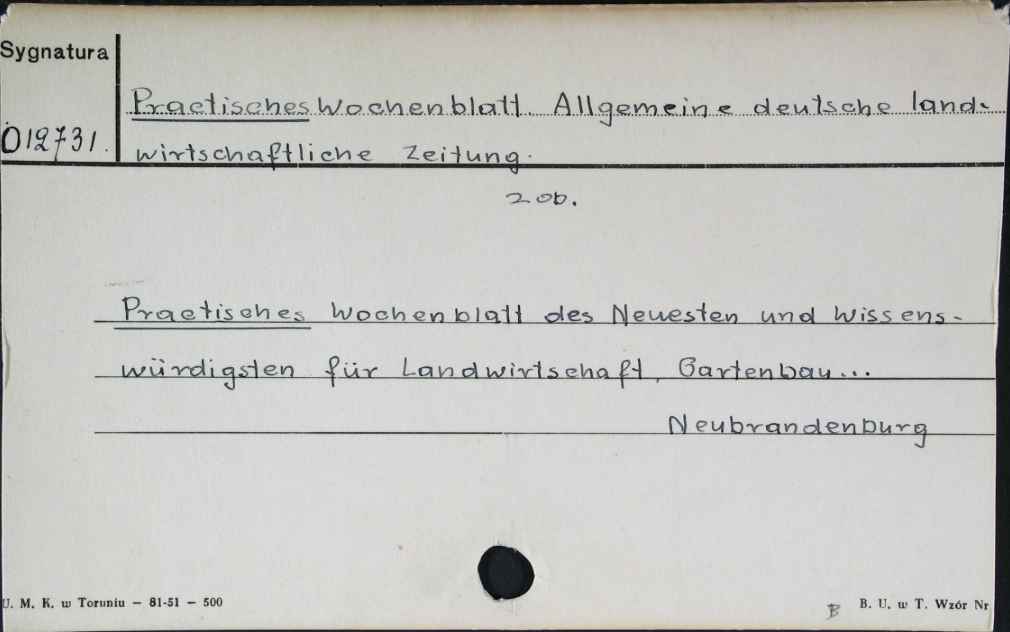 Sygnatura
Practisches Wochenblatt. Allgemeine deutsche land-
012731.
wirtschaftliche Zeitung.
zob.
Practisches Wochenblatt des Neuesten und Wissens-
würdigsten für Landwirtschaft, Gartenbau...
Neubrandenburg
U. M. K. w Toruniu — 81-51 — 500
B
B. U. w T. Wzór Nr